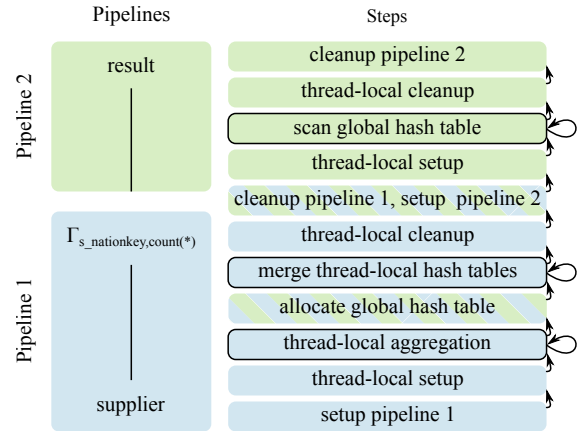 Pipelines
Steps
Pipeline 2
result
Pipeline 1
Γs_nationkey,count(*)
supplier
cleanup pipeline 2
thread-local cleanup
scan global hash table
thread-local setup
cleanup pipeline 1, setup pipeline 2
thread-local cleanup
merge thread-local hash tables
allocate global hash table
thread-local aggregation
thread-local setup
setup pipeline 1